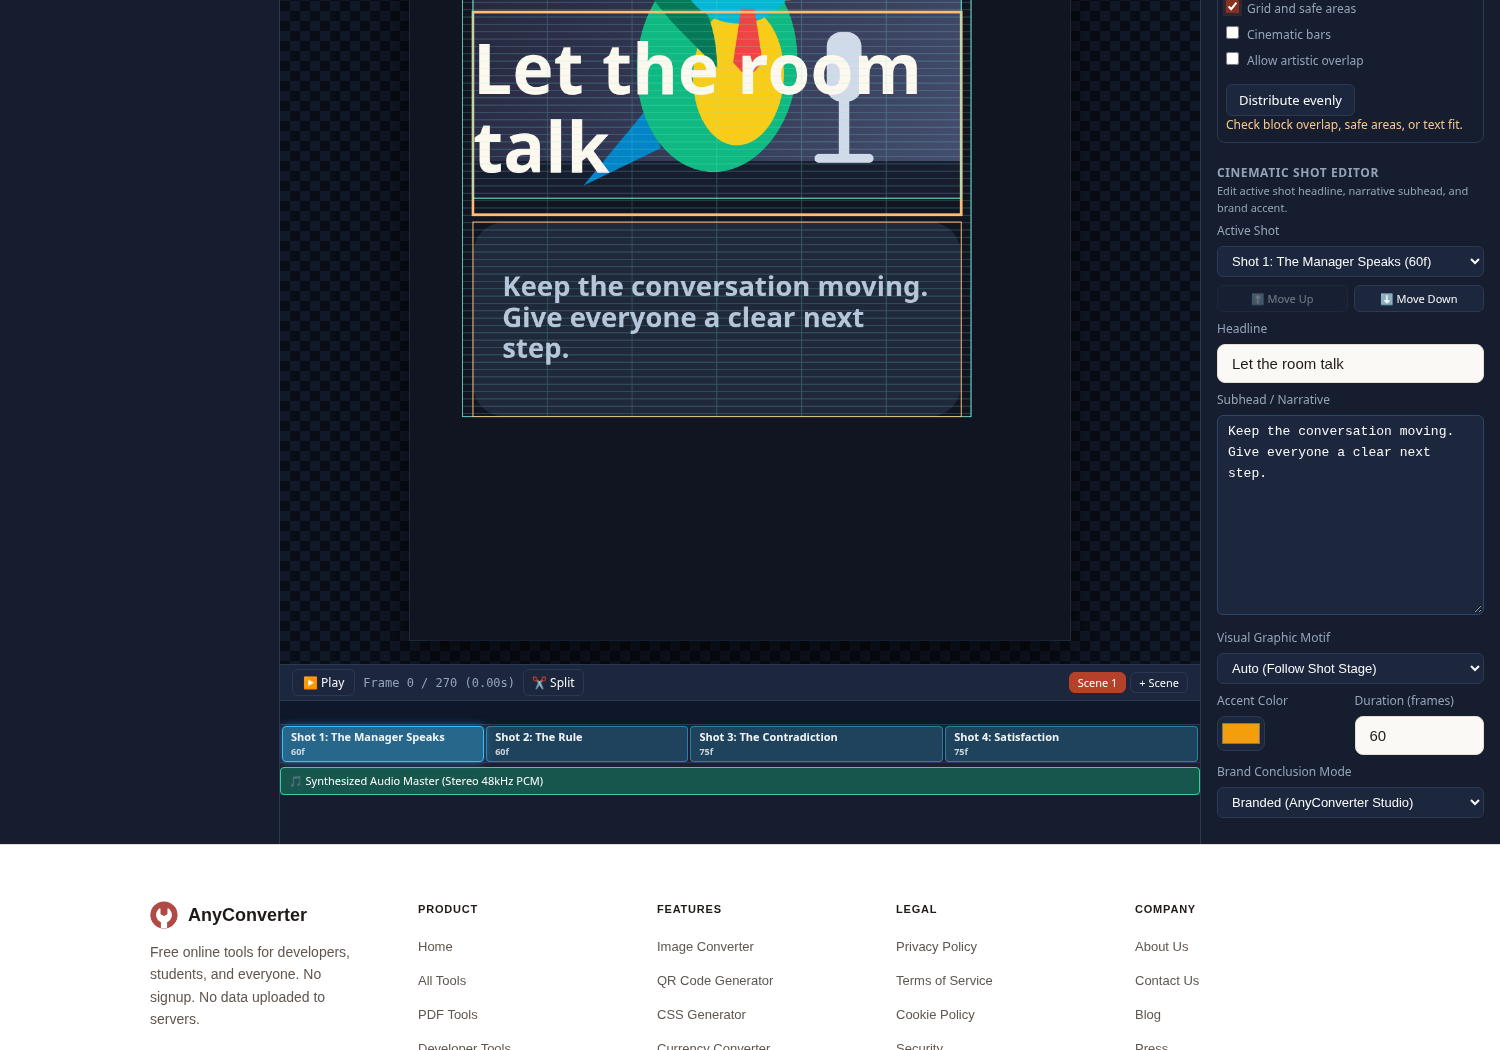 Let the room
talk
Keep the conversation moving.
Give everyone a clear next
step.
Play
Frame 0 / 270 (0.00s)
Split
Scene 1
+ Scene
Shot 1: The Manager Speaks
60f
Shot 2: The Rule
60f
Shot 3: The Contradiction
75f
Shot 4: Satisfaction
75f
Synthesized Audio Master (Stereo 48kHz PCM)
Grid and safe areas
Cinematic bars
Allow artistic overlap
Distribute evenly
Check block overlap, safe areas, or text fit.
CINEMATIC SHOT EDITOR
Edit active shot headline, narrative subhead, and
brand accent.
Active Shot
Shot 1: The Manager Speaks (60f)
Move Up
Move Down
Headline
Let the room talk
Subhead / Narrative
Keep the conversation moving.
Give everyone a clear next
step.
Visual Graphic Motif
Auto (Follow Shot Stage)
Accent Color
Duration (frames)
60
Brand Conclusion Mode
Branded (AnyConverter Studio)
AnyConverter
Free online tools for developers,
students, and everyone. No
signup. No data uploaded to
servers.
PRODUCT
Home
All Tools
PDF Tools
Developer Tools
FEATURES
Image Converter
QR Code Generator
CSS Generator
Currency Converter
LEGAL
Privacy Policy
Terms of Service
Cookie Policy
Security
COMPANY
About Us
Contact Us
Blog
Press